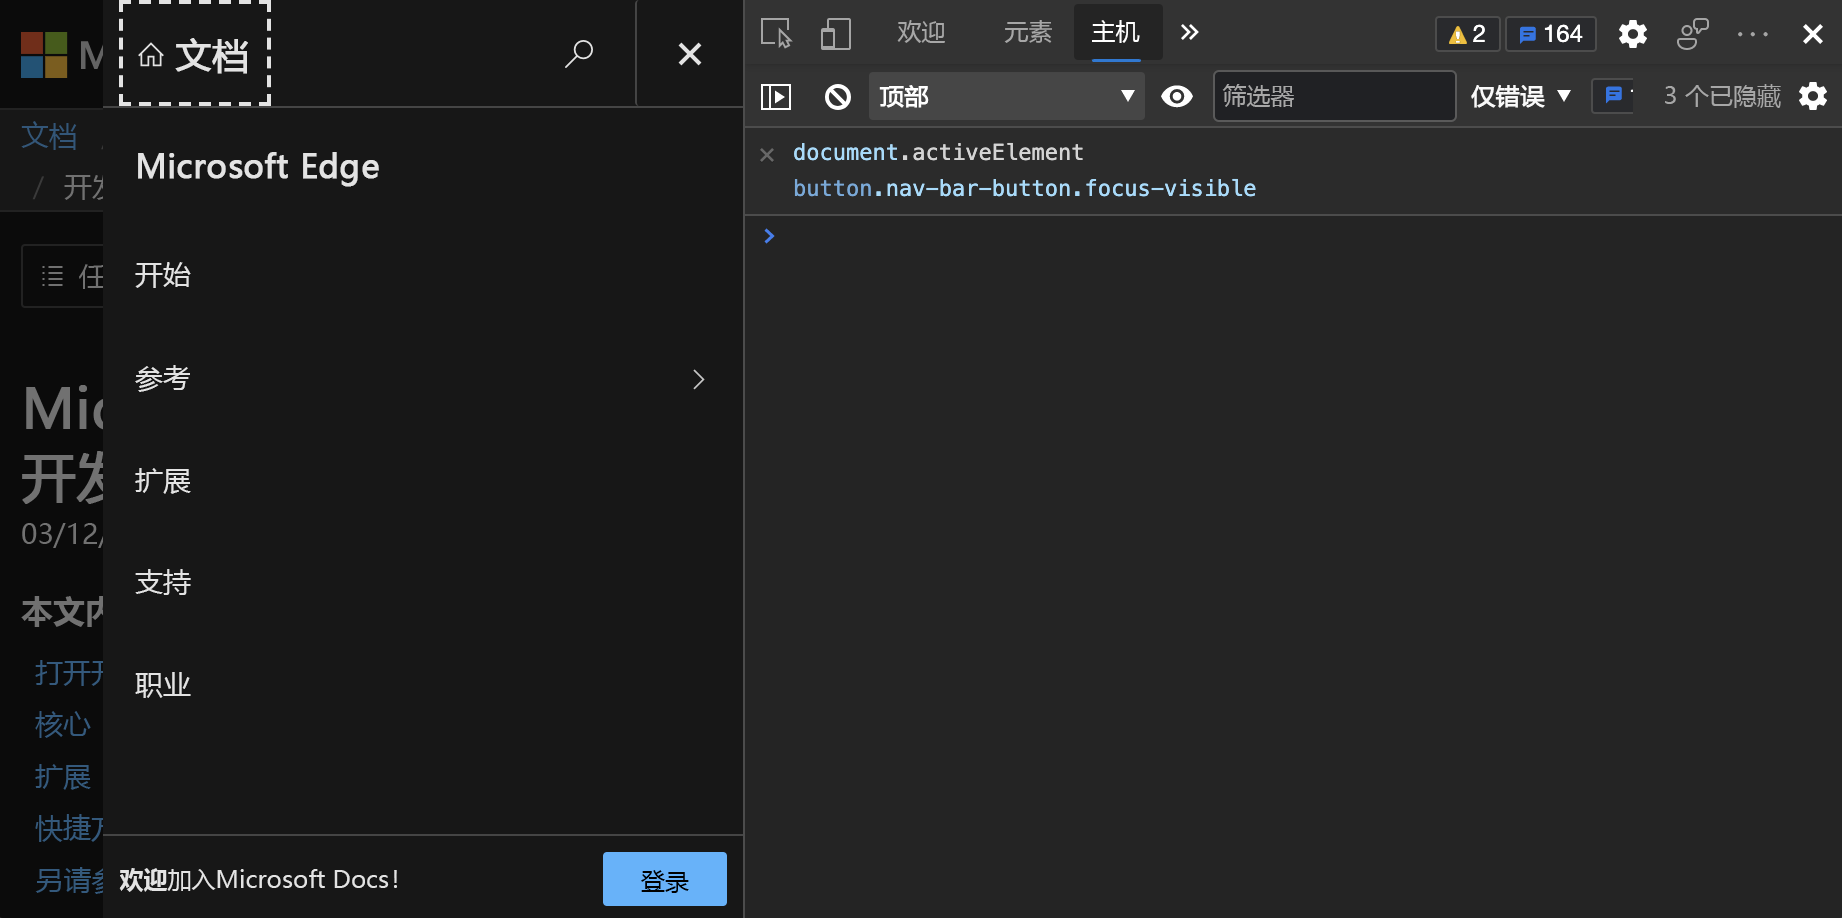 M
文档
文档
/ 开发
任
Mic
开发
03/12/
本文内
打开开
核心
扩展
快捷方
另请参
Microsoft Edge
开始
参考
扩展
支持
职业
欢迎加入Microsoft Docs!
登录
欢迎 元素 主机 2 164
顶部 筛选器 仅错误 3 个已隐藏
document.activeElement
button.nav-bar-button.focus-visible